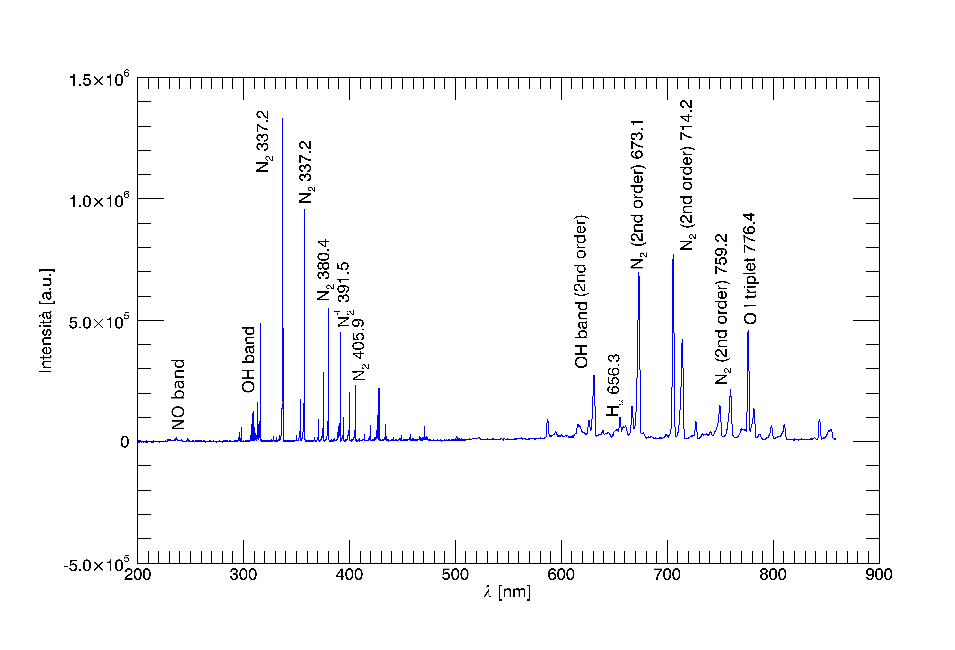 1.5×10⁶
1.0×10⁶
5.0×10⁵
0
-5.0×10⁵
Intensità [a.u.]
200 300 400 500 600 700 800 900
λ [nm]
NO band
OH band
N₂ 337.2
N₂ 337.2
N₂ 380.4
N₂⁺ 391.5
N₂ 405.9
OH band (2nd order)
Hα 656.3
N₂ (2nd order) 673.1
N₂ (2nd order) 714.2
N₂ (2nd order) 759.2
O I triplet 776.4